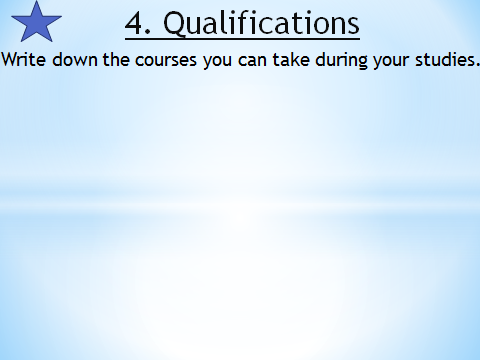 4. Qualifications
Write down the courses you can take during your studies.